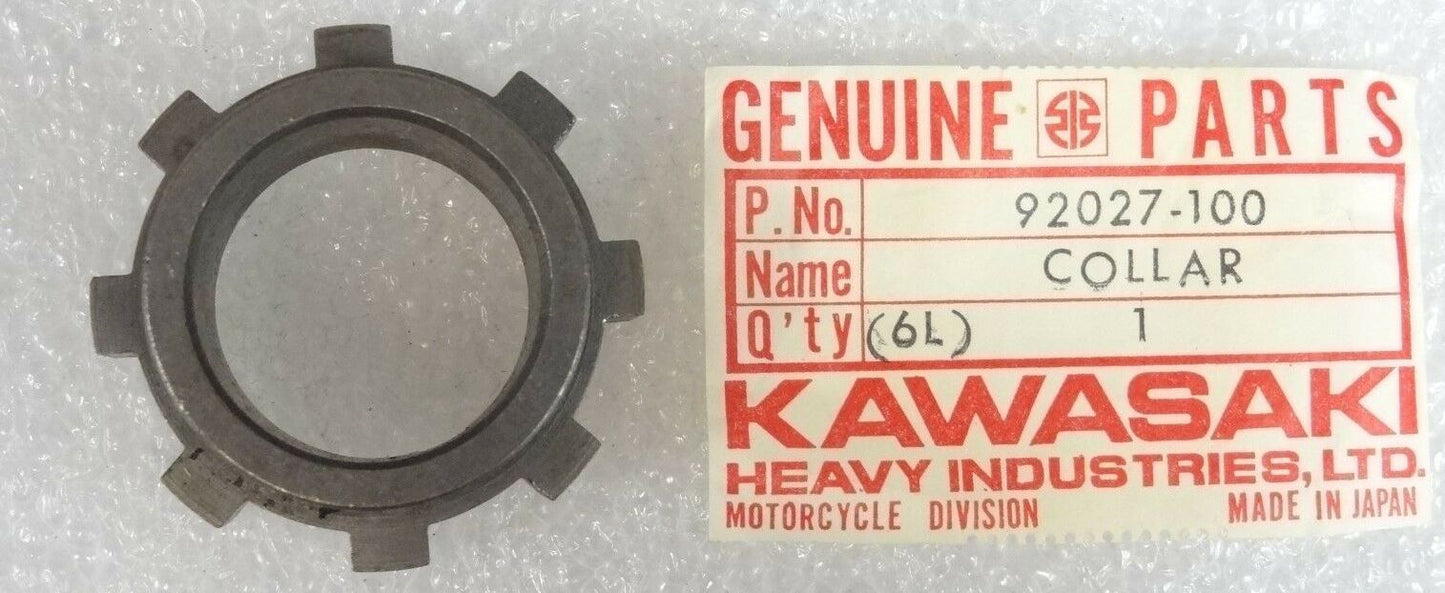 GENUINE PARTS
P. No. 92027-100
Name COLLAR
Q'ty (6L) 1
KAWASAKI
HEAVY INDUSTRIES, LTD.
MOTORCYCLE DIVISION MADE IN JAPAN